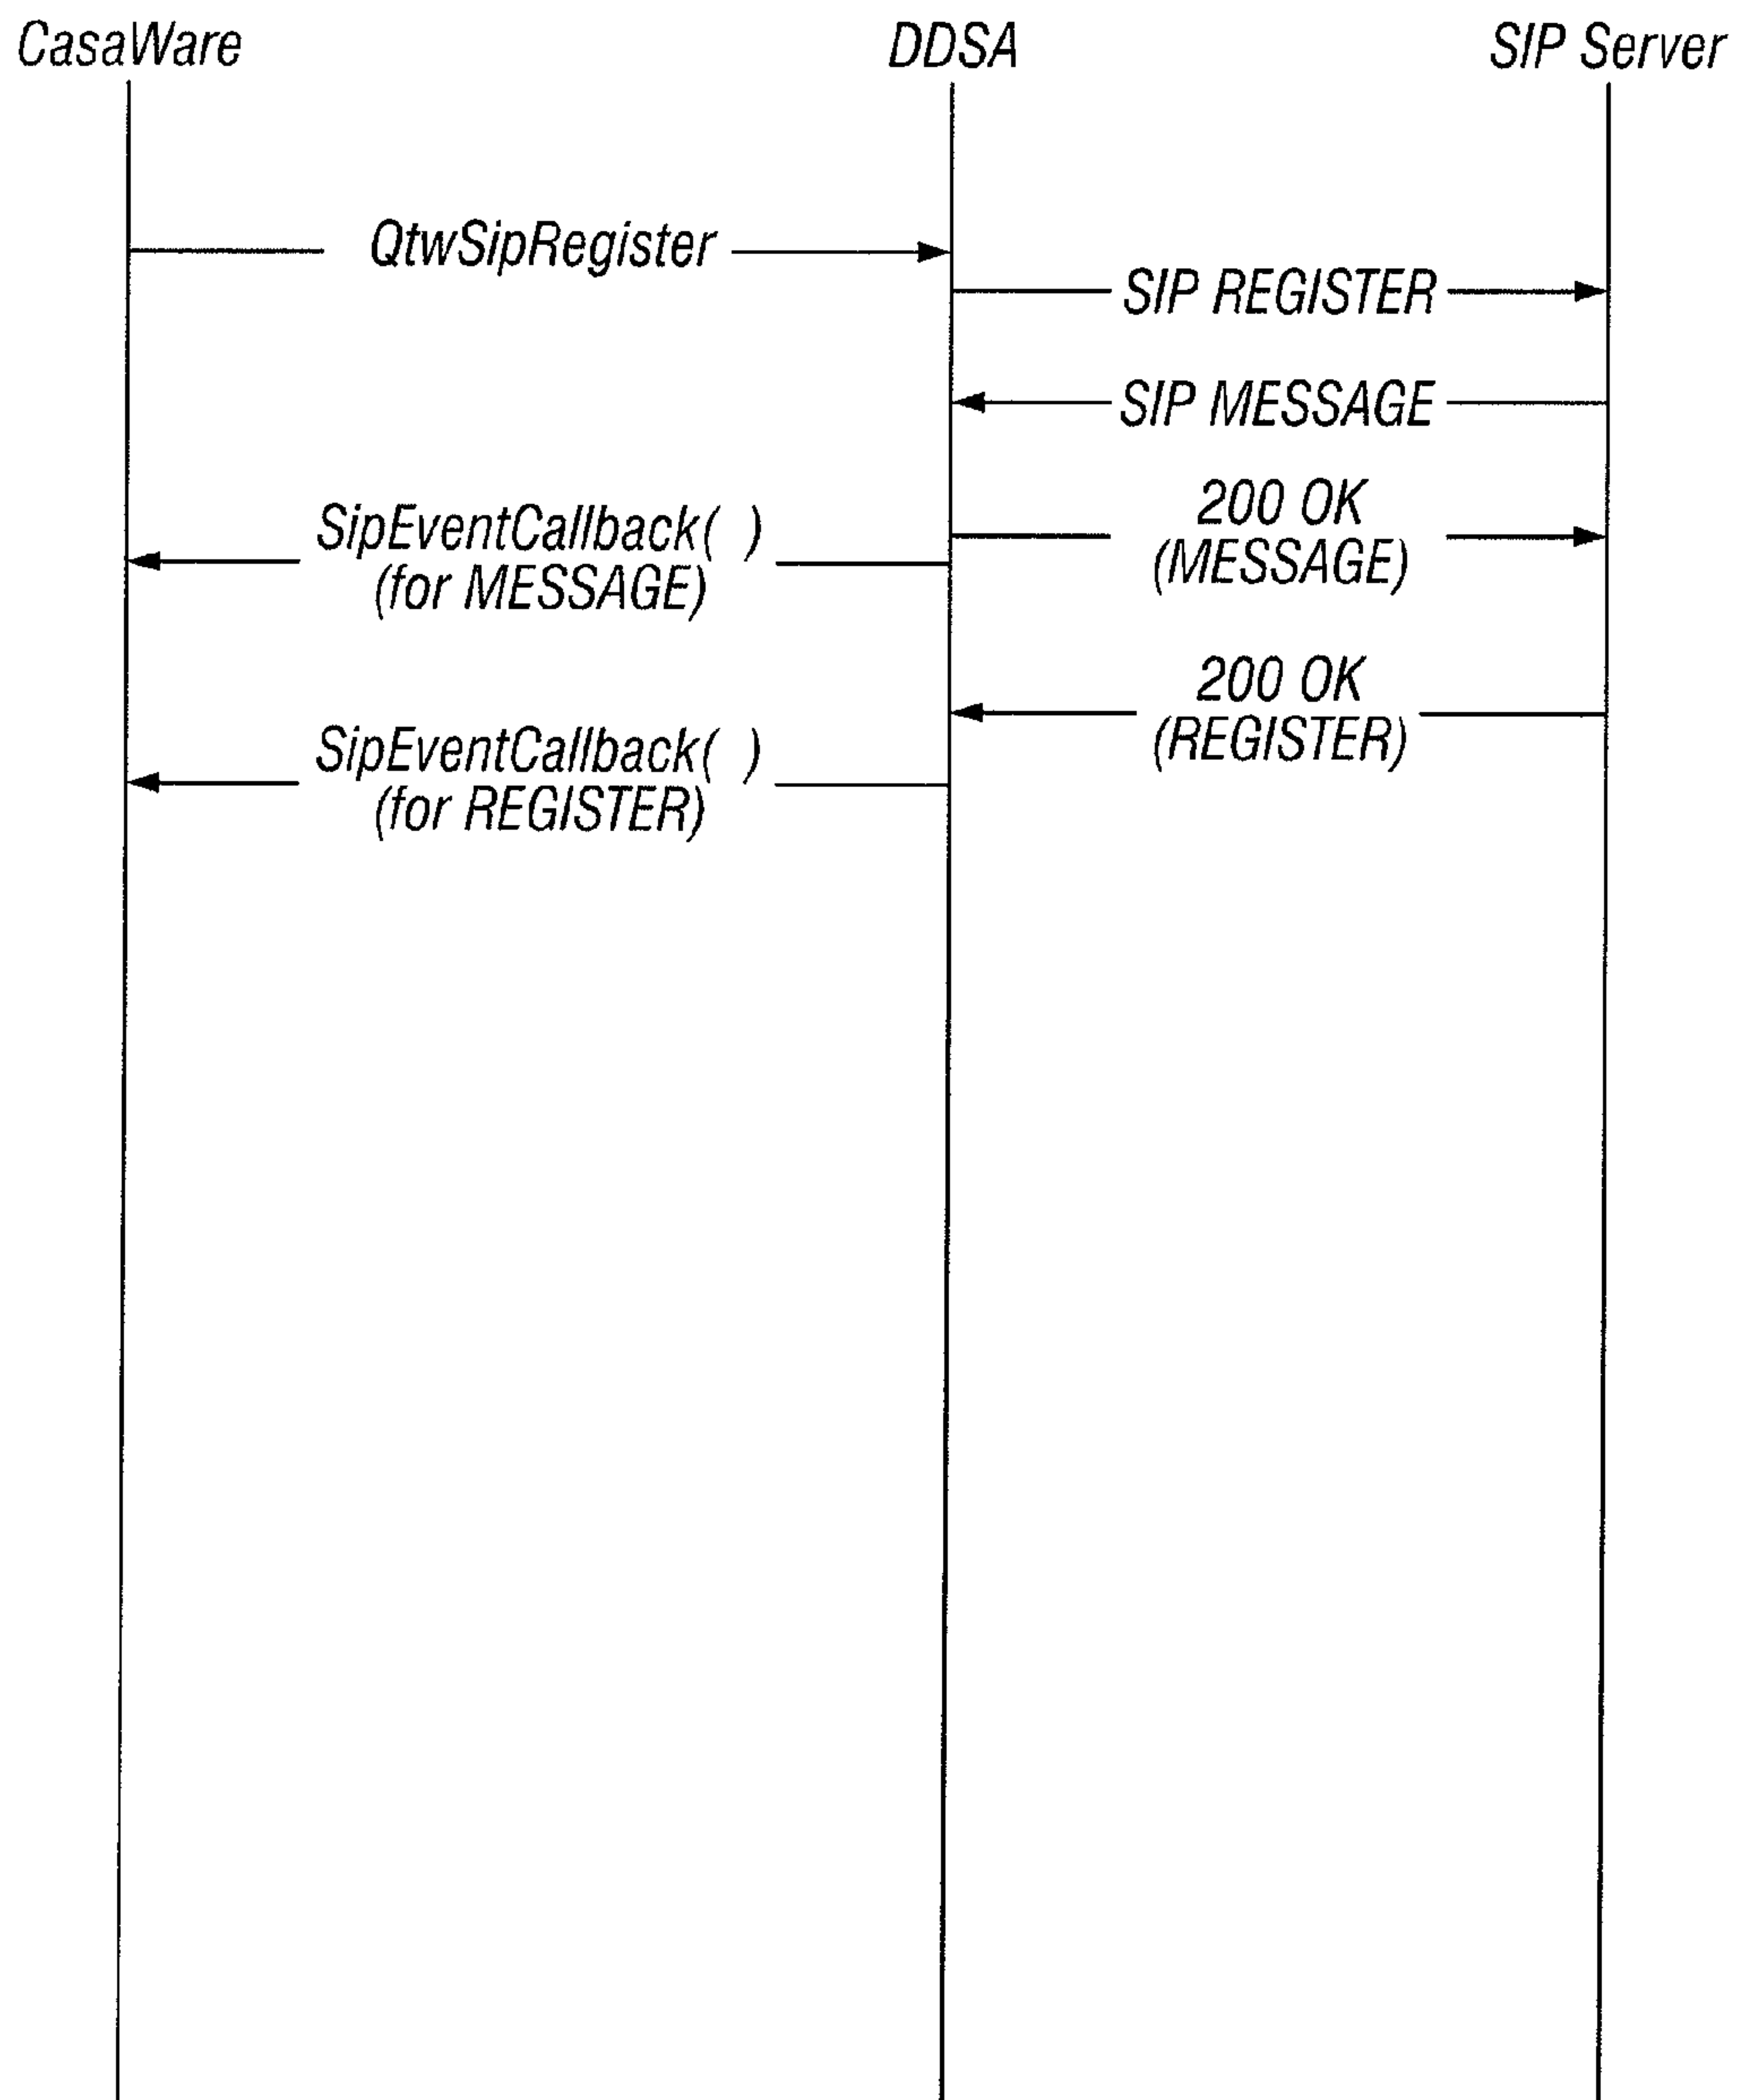 CasaWare
DDSA
SIP Server
QtwSipRegister
SIP REGISTER
SIP MESSAGE
200 OK
(MESSAGE)
SipEventCallback( )
(for MESSAGE)
200 OK
(REGISTER)
SipEventCallback( )
(for REGISTER)